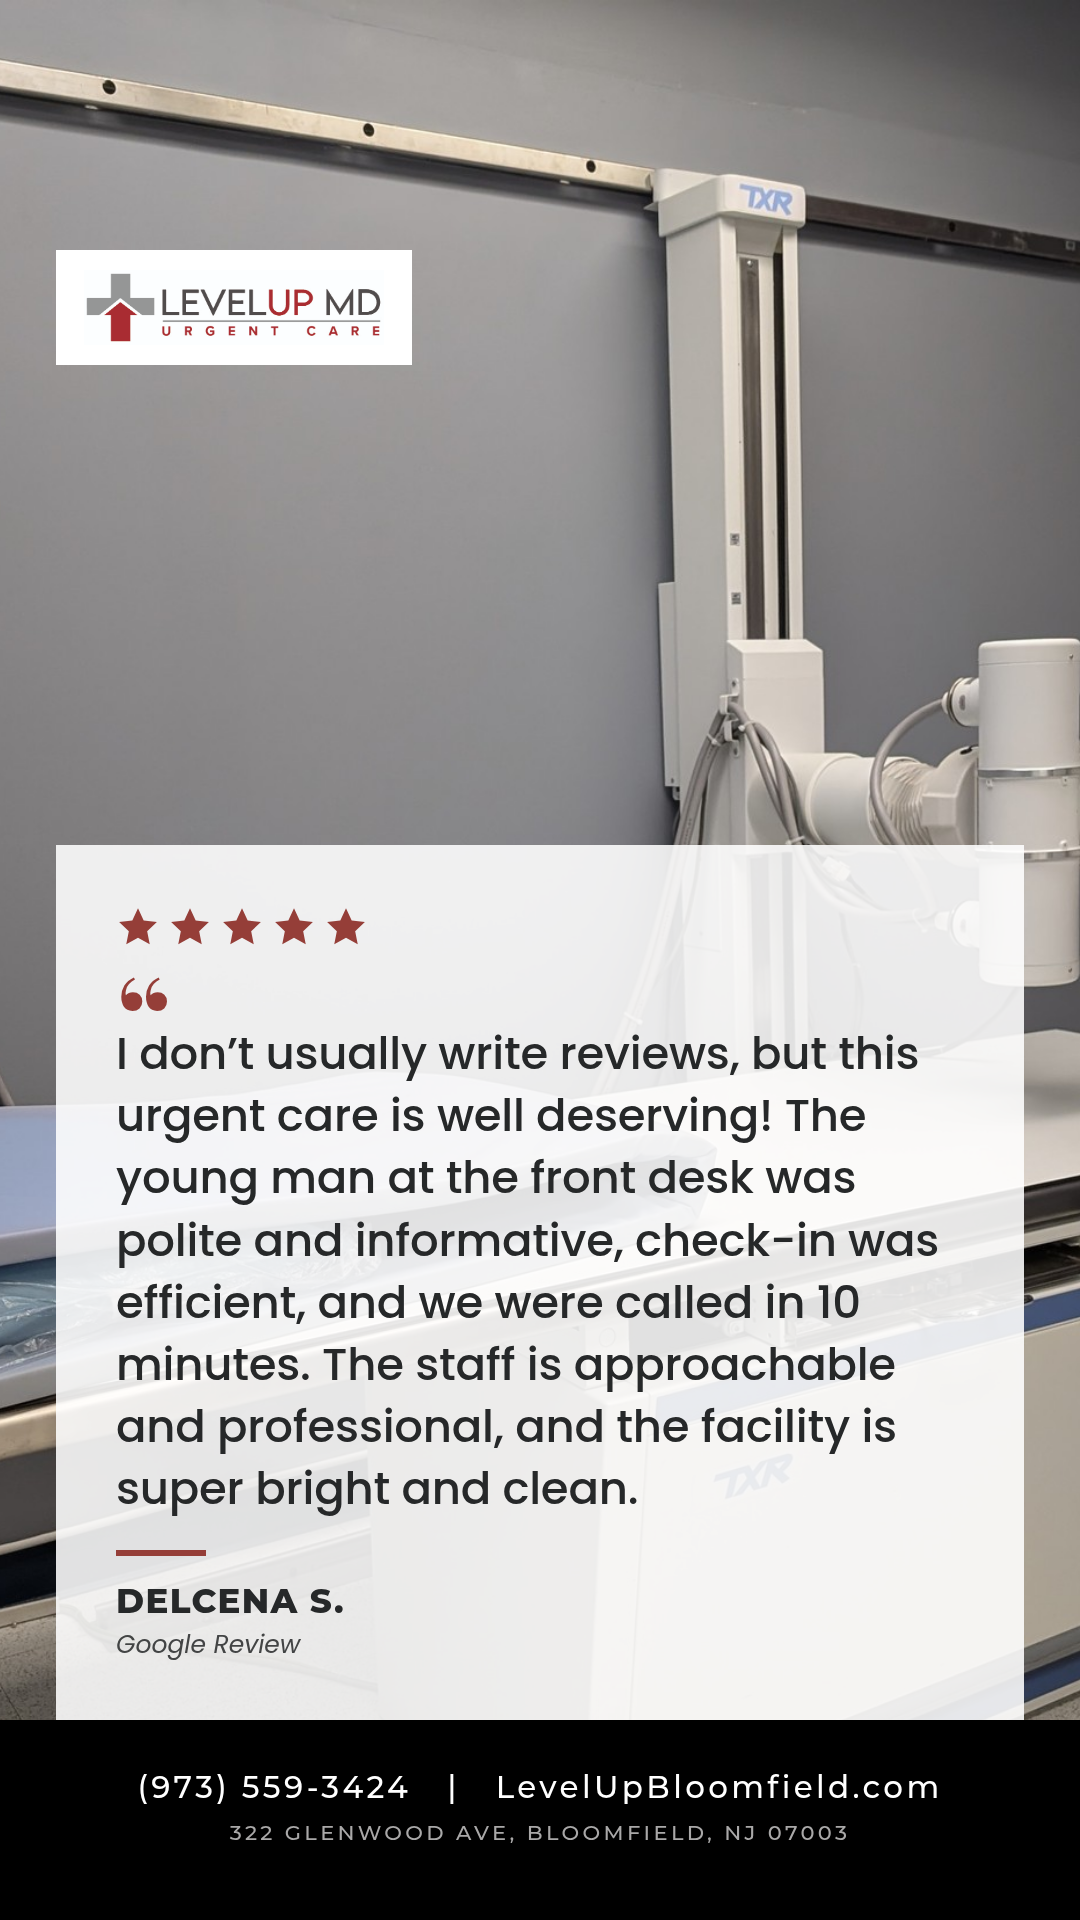 TXR
LEVELUP MD
URGENT CARE
“
I don’t usually write reviews, but this
urgent care is well deserving! The
young man at the front desk was
polite and informative, check-in was
efficient, and we were called in 10
minutes. The staff is approachable
and professional, and the facility is
super bright and clean.
TXR
DELCENA S.
Google Review
(973) 559-3424 | LevelUpBloomfield.com
322 GLENWOOD AVE, BLOOMFIELD, NJ 07003